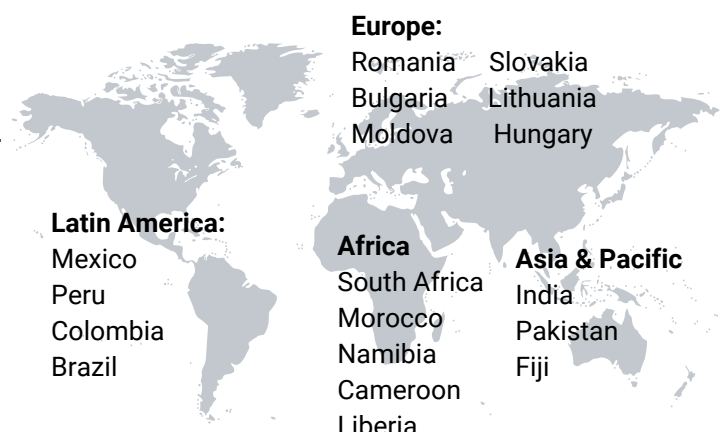 Europe:
Romania Slovakia
Bulgaria Lithuania
Moldova Hungary
Latin America:
Mexico
Peru
Colombia
Brazil
Africa
South Africa
Morocco
Namibia
Cameroon
Liberia
Asia & Pacific
India
Pakistan
Fiji